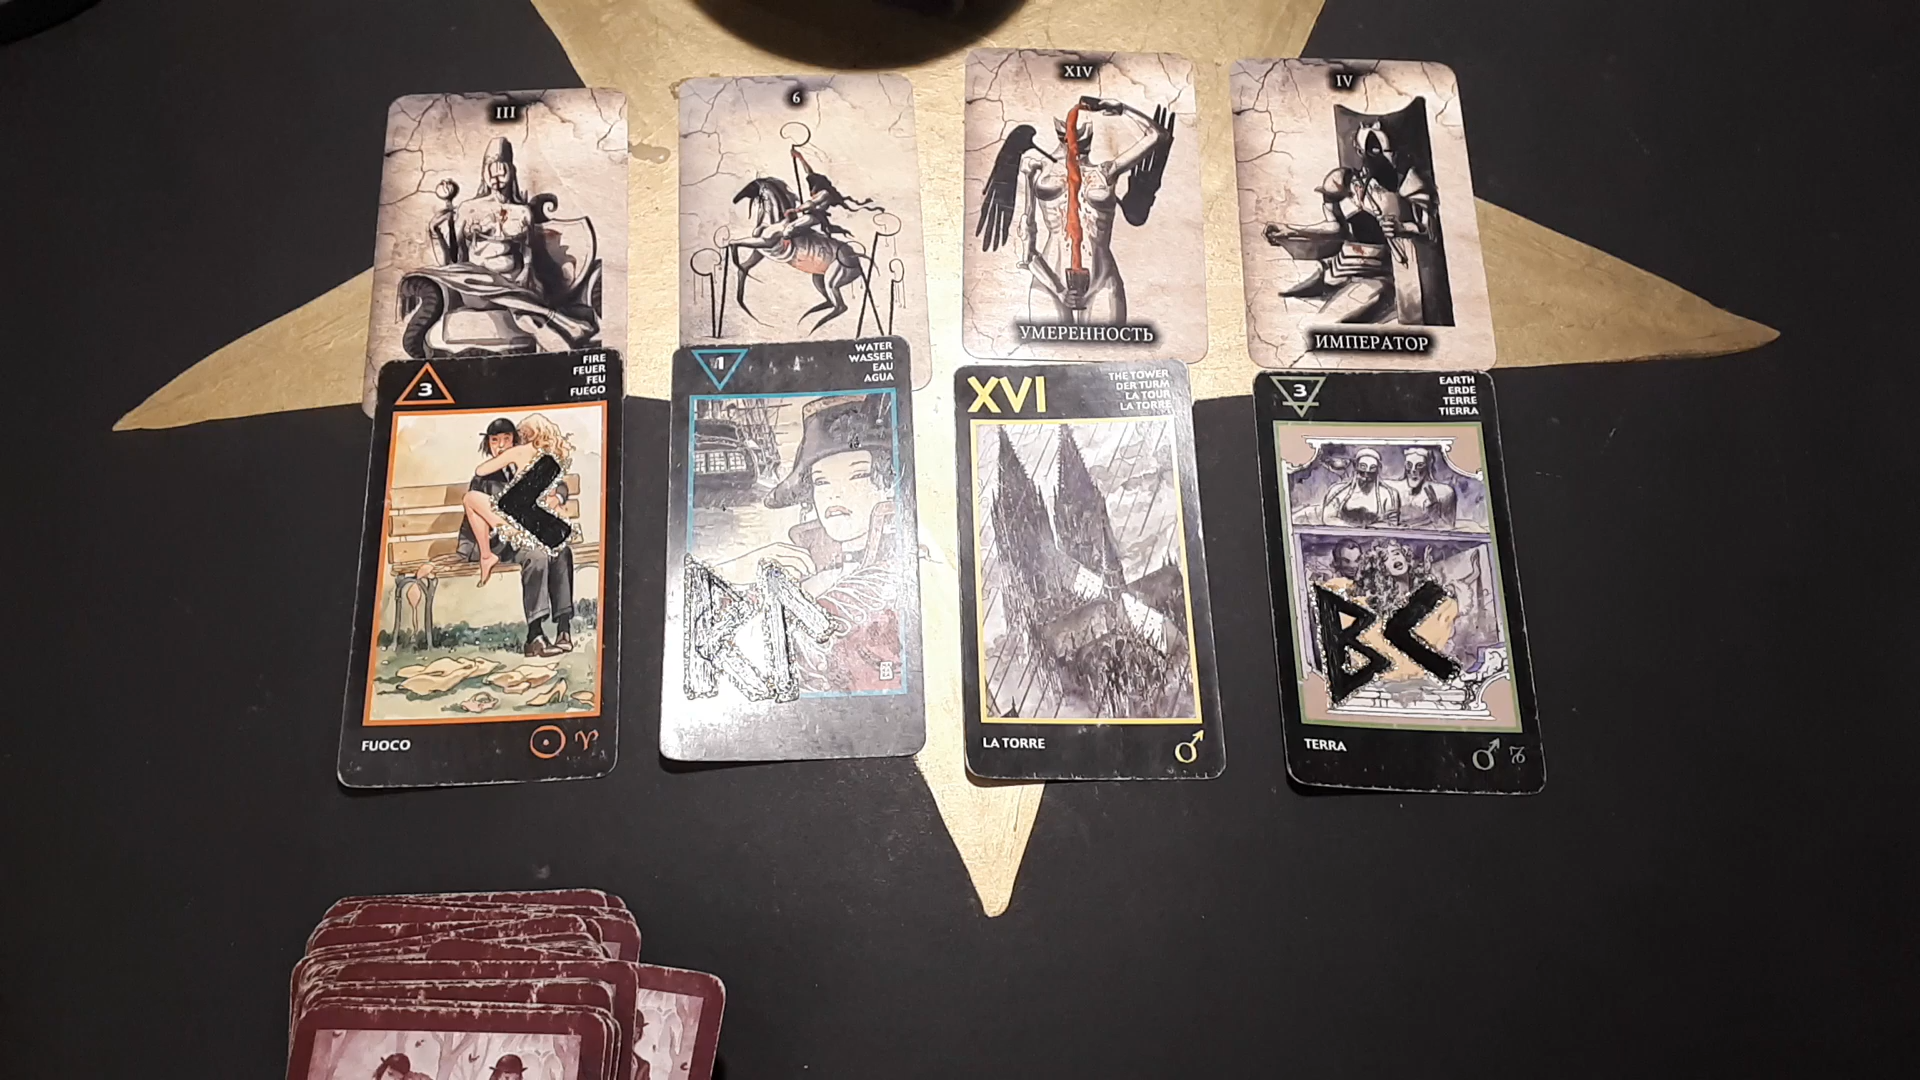 III
6
XIV
УМЕРЕННОСТЬ
IV
ИМПЕРАТОР
3
FIRE
FEUER
FEU
FUEGO
FUOCO
1
WATER
WASSER
EAU
AGUA
XVI
THE TOWER
DER TURM
LA TOUR
LA TORRE
LA TORRE
3
EARTH
ERDE
TERRE
TIERRA
TERRA